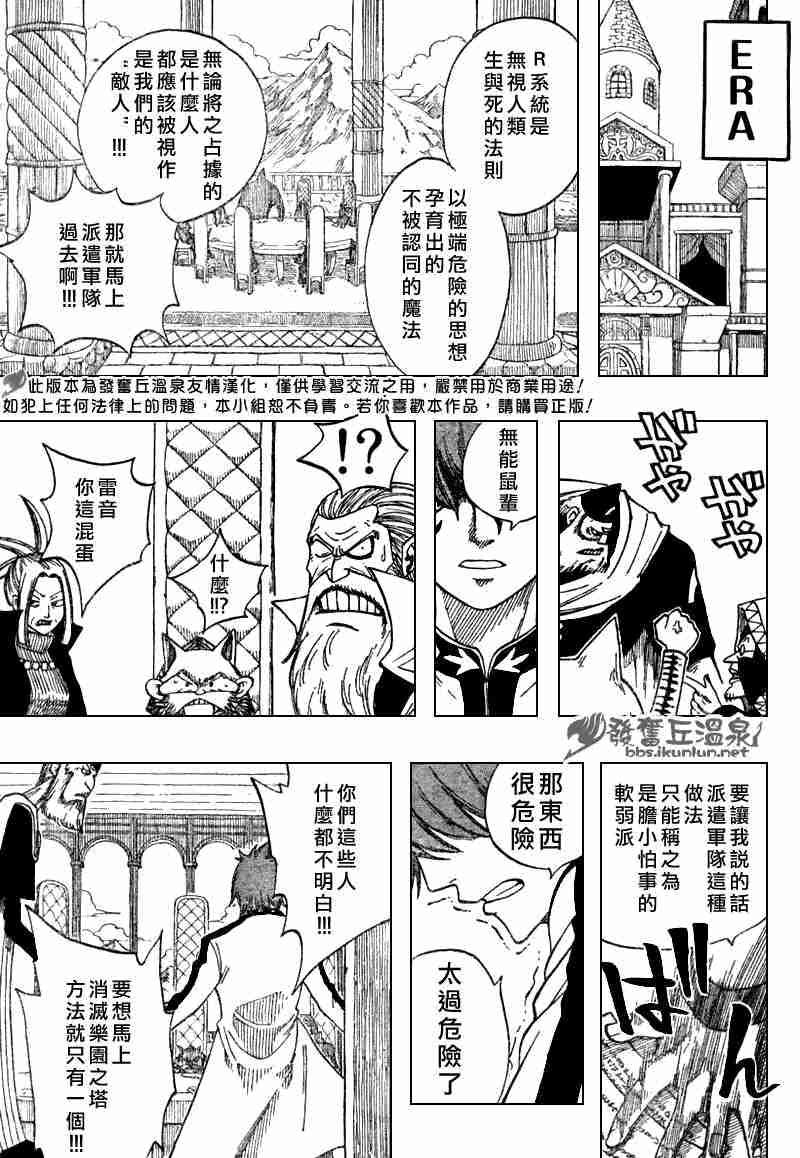 ERA
R系統是
無視人類
生與死的法則
以極端危險的思想
孕育出的
不被認同的魔法
無論將之占據的
是什麼人
都應該被視作
是我們的
"敵人"!!!
那就馬上
派遣軍隊
過去啊!!!
此版本為發奮丘溫泉友情漢化，僅供學習交流之用，嚴禁用於商業用途!
如犯上任何法律上的問題，本小組恕不負責。若你喜歡本作品，請購買正版!
ギャ
ギャ
無能鼠輩
!?
什麼!!?
雷音
你這混蛋
發奮丘溫泉
bbs.ikunlun.net
要讓我説的話
派遣軍隊這種
做法
只能稱之為
是膽小怕事的
軟弱派
ばん
那東西
很危險
太過危險了
你們這些人
什麼都不明白!!!
要想馬上
消滅樂園之塔
方法就只有
一個!!!